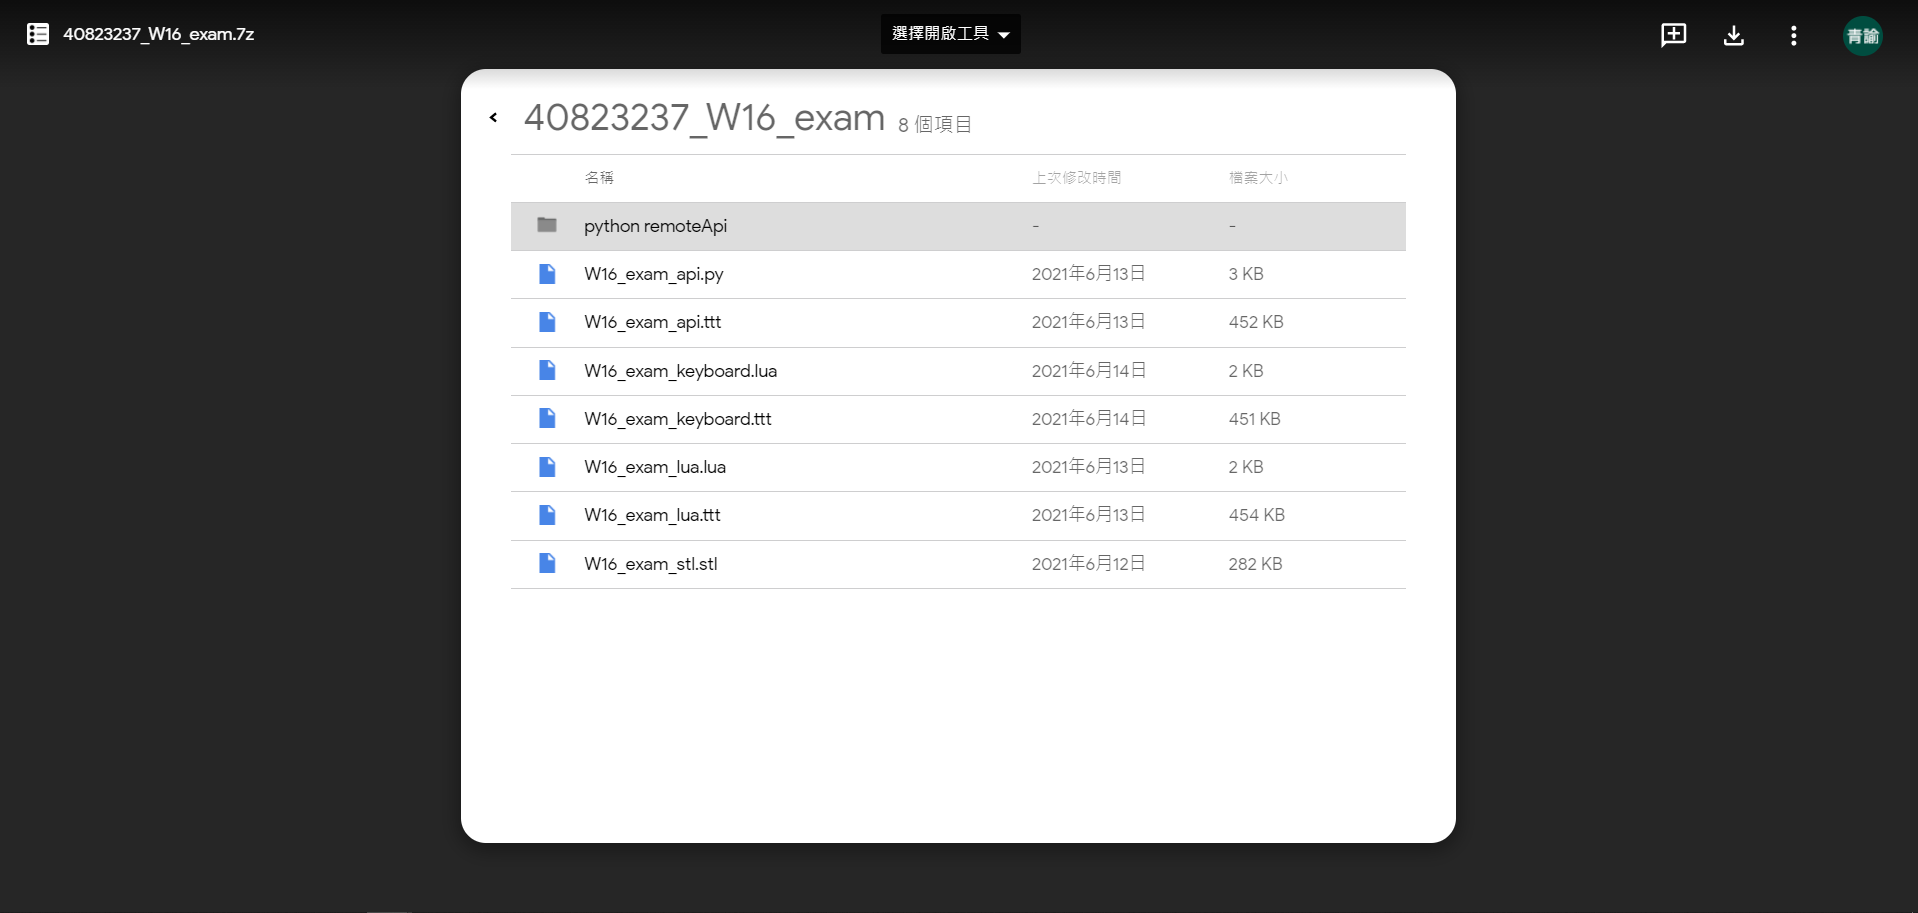 40823237_W16_exam.7z
選擇開啟工具
青諭
40823237_W16_exam 8 個項目
名稱 上次修改時間 檔案大小
python remoteApi - -
W16_exam_api.py 2021年6月13日 3 KB
W16_exam_api.ttt 2021年6月13日 452 KB
W16_exam_keyboard.lua 2021年6月14日 2 KB
W16_exam_keyboard.ttt 2021年6月14日 451 KB
W16_exam_lua.lua 2021年6月13日 2 KB
W16_exam_lua.ttt 2021年6月13日 454 KB
W16_exam_stl.stl 2021年6月12日 282 KB